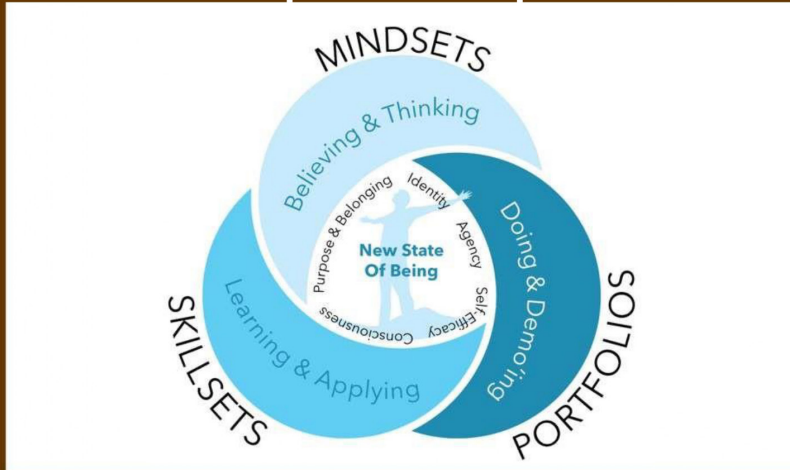 MINDSETS
Believing & Thinking
SKILLSETS
Learning & Applying
PORTFOLIOS
Doing & Demo'ing
Purpose & Belonging
Identity
Agency
Self-Efficacy
Consciousness
New State
Of Being